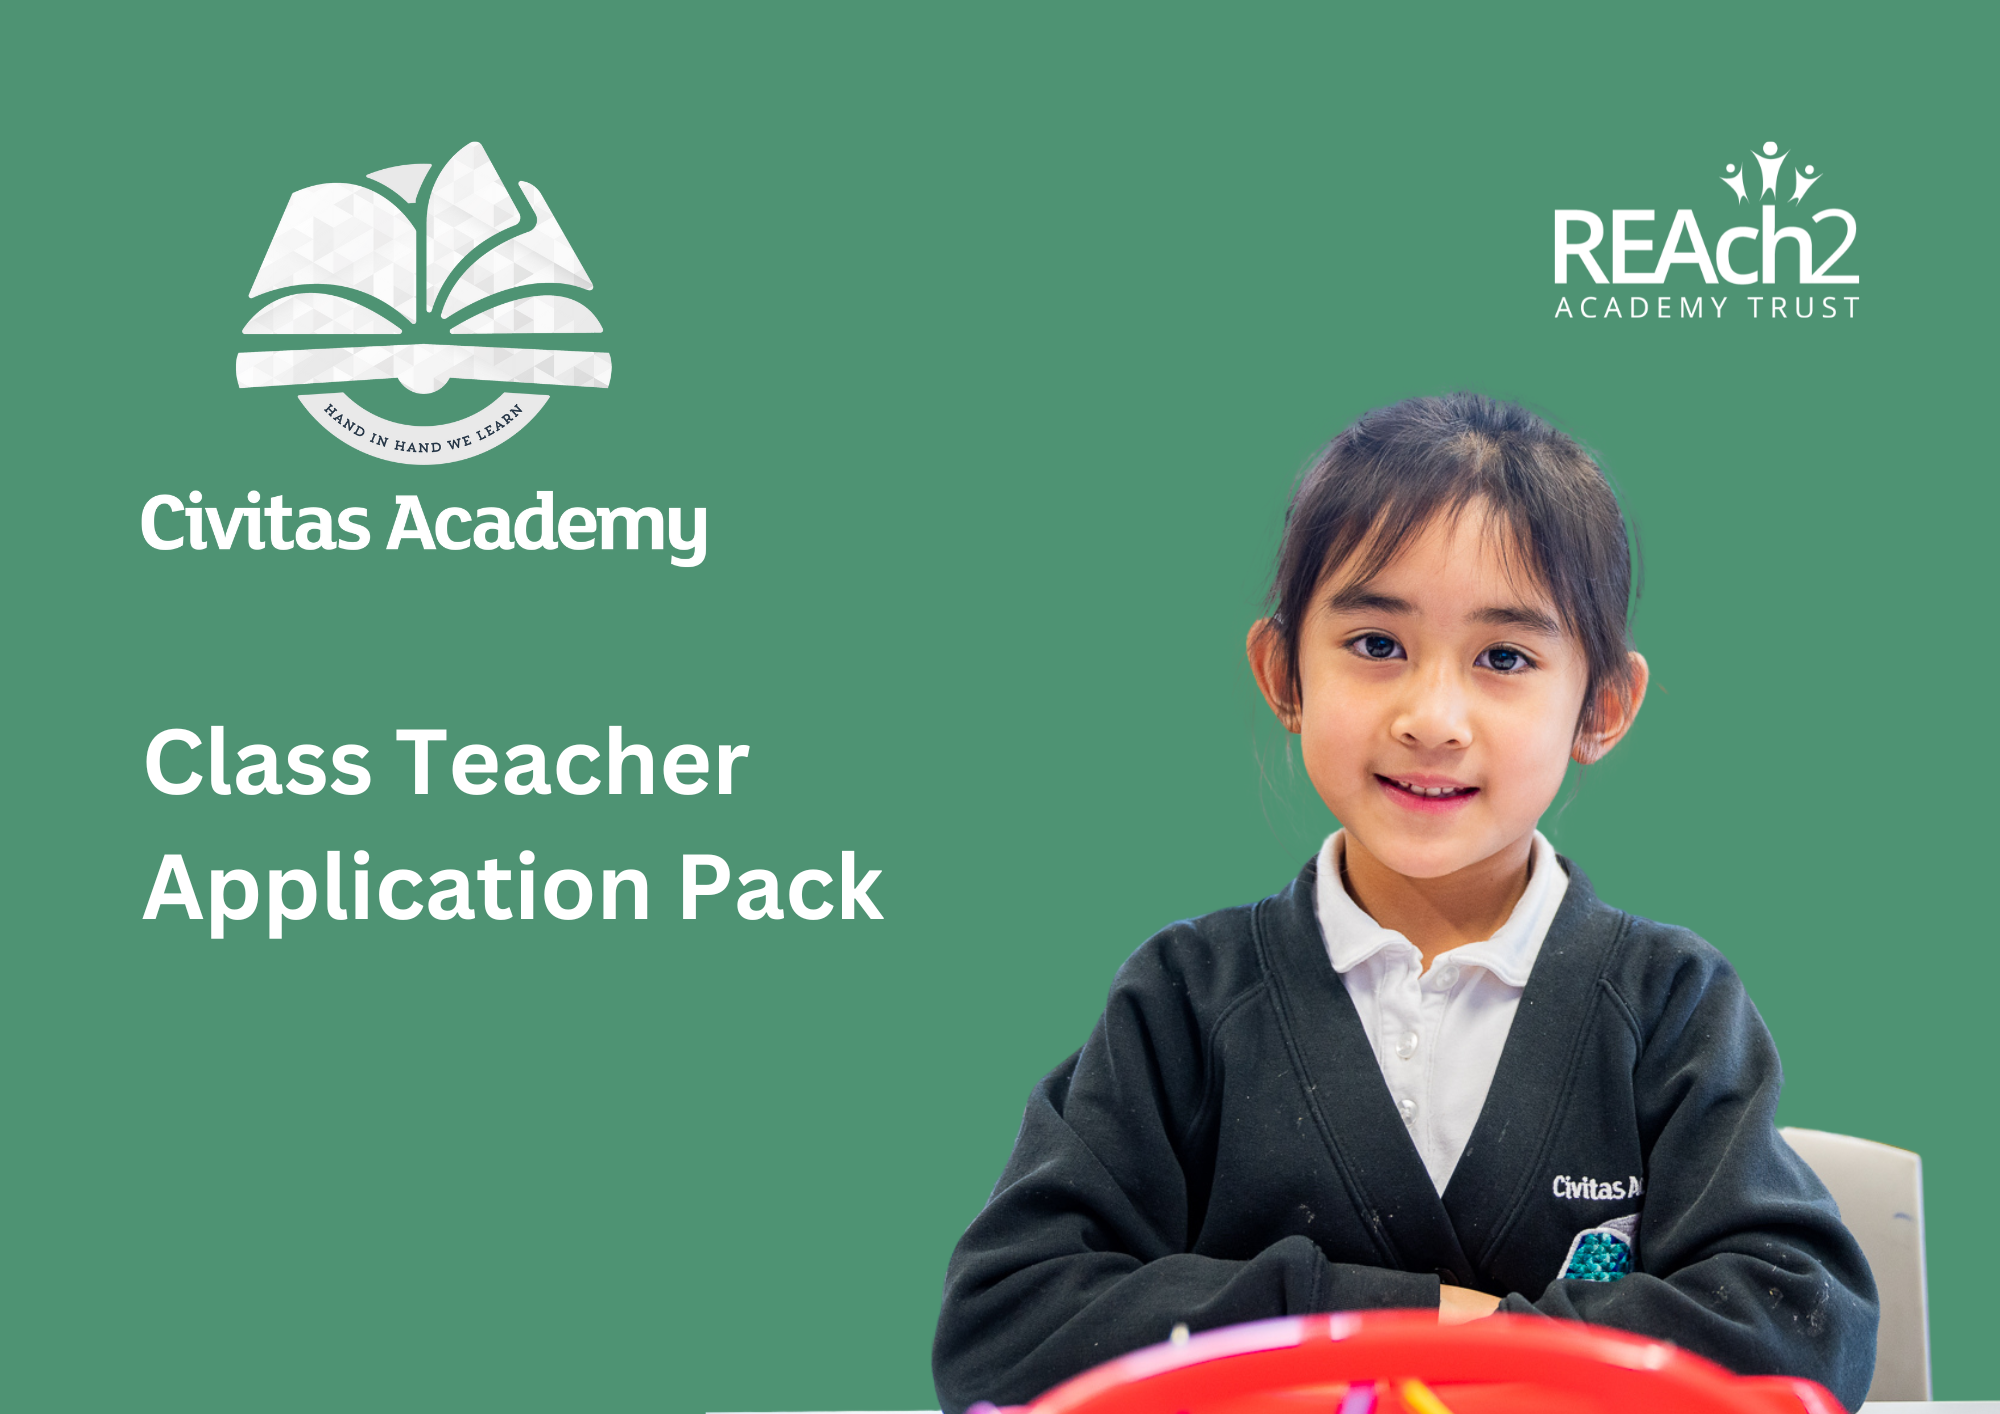 HAND IN HAND WE LEARN
Civitas Academy
REAch2
ACADEMY TRUST
Class Teacher
Application Pack
Civitas